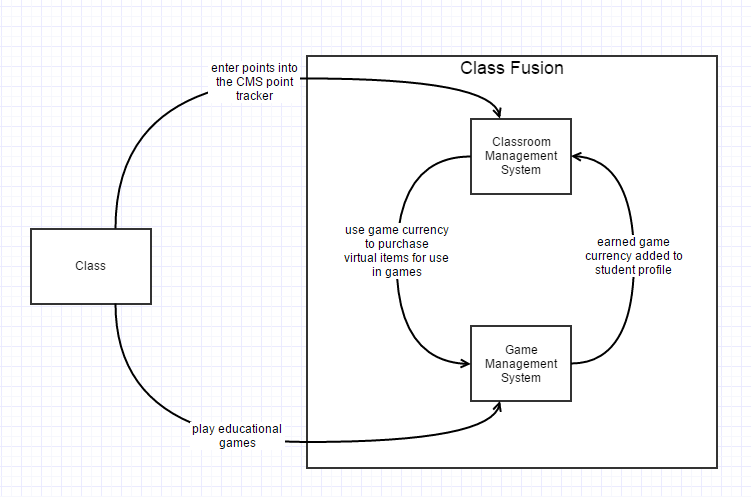 Class Fusion
enter points into
the CMS point
tracker
Classroom
Management
System
use game currency
to purchase
virtual items for use
in games
earned game
currency added to
student profile
Class
Game
Management
System
play educational
games